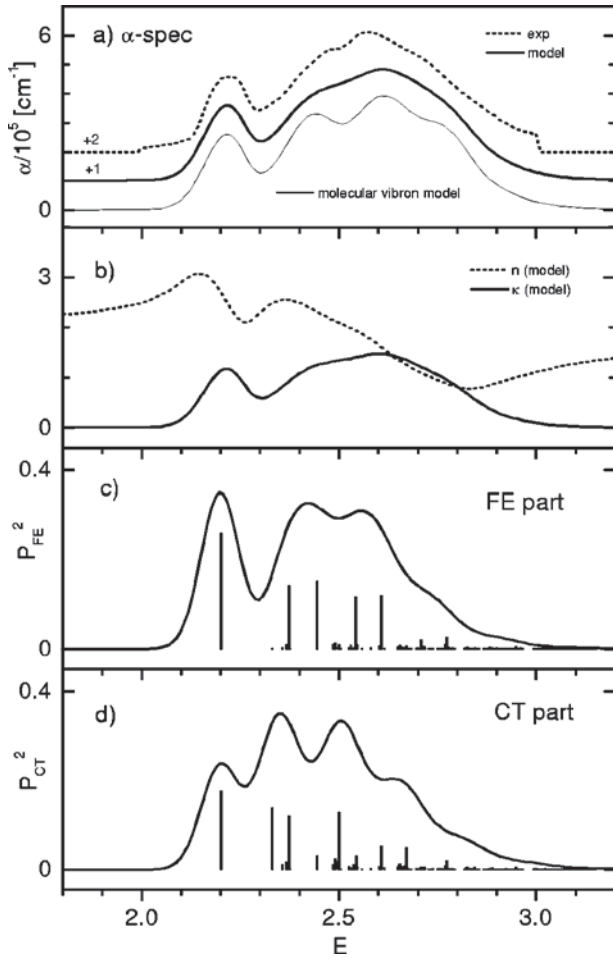 a) α-spec
exp
model
molecular vibron model
+2
+1
α/10⁵ [cm⁻¹]
6
0
b)
n (model)
κ (model)
3
0
c)
FE part
P_FE²
0.4
0
d)
CT part
P_CT²
0.4
0
2.0 2.5 3.0
E